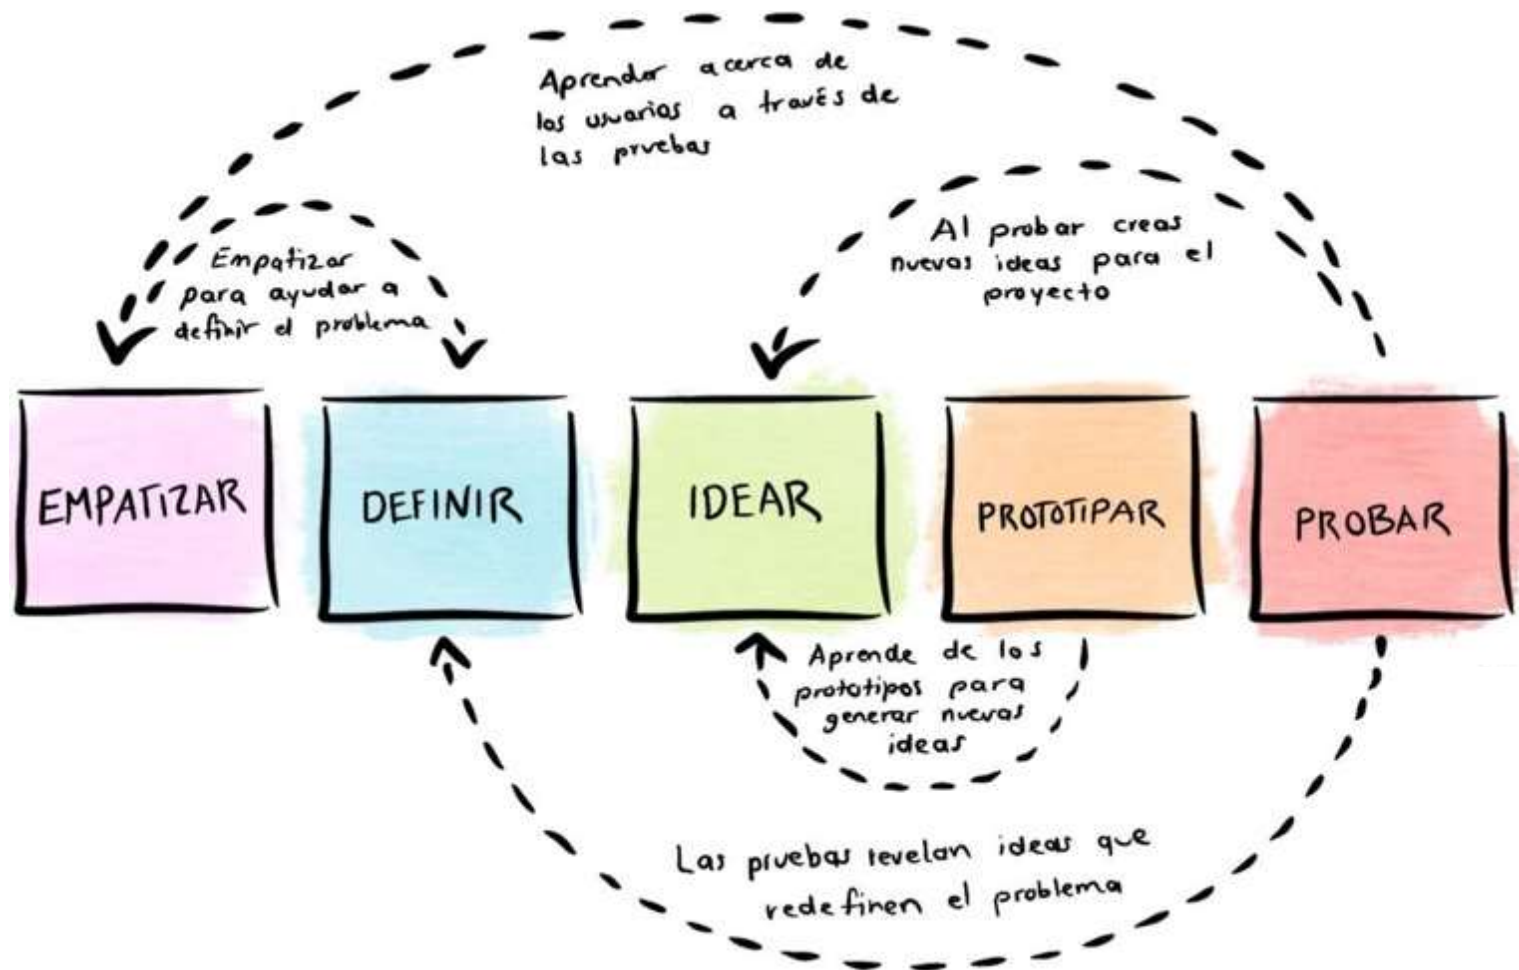 Aprender acerca de
los usuarios a través de
las pruebas
Empatizar
para ayudar a
definir el problema
Al probar creas
nuevas ideas para el
proyecto
EMPATIZAR
DEFINIR
IDEAR
PROTOTIPAR
PROBAR
Aprende de los
prototipos para
generar nuevas
ideas
Las pruebas revelan ideas que
redefinen el problema